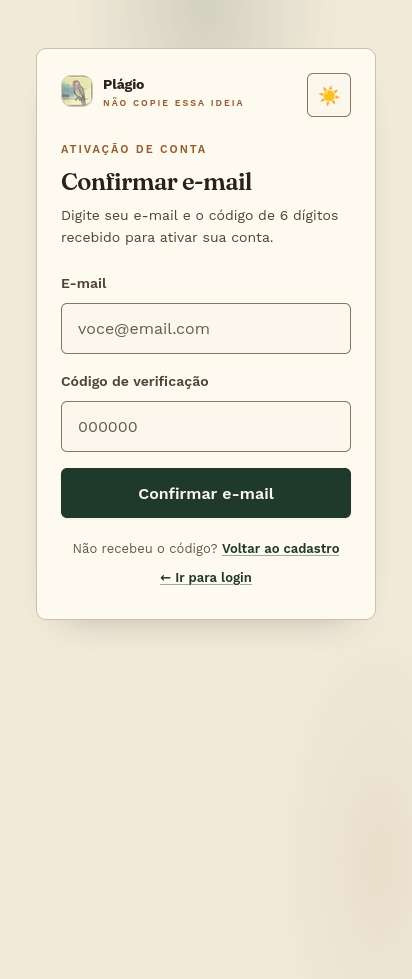 Plágio
NÃO COPIE ESSA IDEIA
ATIVAÇÃO DE CONTA
Confirmar e-mail
Digite seu e-mail e o código de 6 dígitos
recebido para ativar sua conta.
E-mail
voce@email.com
Código de verificação
000000
Confirmar e-mail
Não recebeu o código? Voltar ao cadastro
← Ir para login